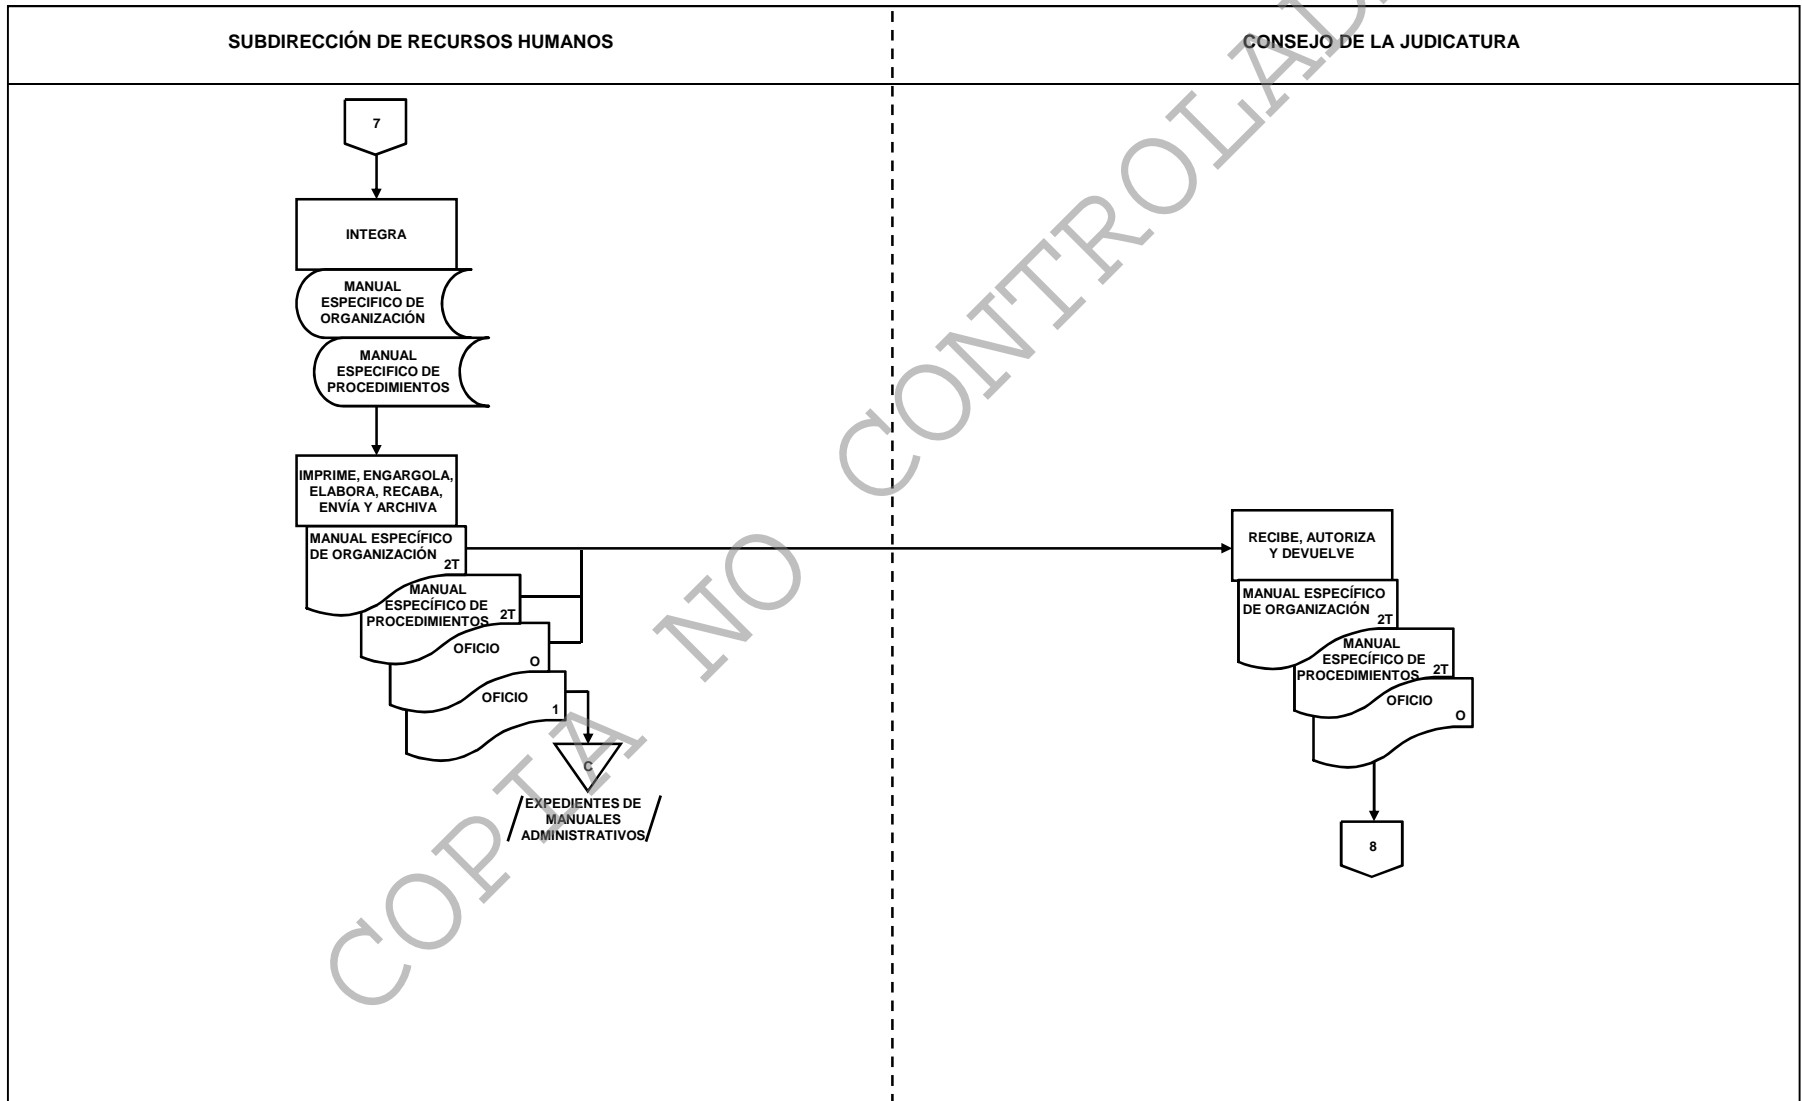 SUBDIRECCIÓN DE RECURSOS HUMANOS
CONSEJO DE LA JUDICATURA
7
INTEGRA
MANUAL
ESPECIFICO DE
ORGANIZACIÓN
MANUAL
ESPECIFICO DE
PROCEDIMIENTOS
IMPRIME, ENGARGOLA,
ELABORA, RECABA,
ENVÍA Y ARCHIVA
MANUAL ESPECÍFICO
DE ORGANIZACIÓN
2T
MANUAL
ESPECÍFICO DE
PROCEDIMIENTOS
2T
OFICIO
O
OFICIO
1
C
EXPEDIENTES DE
MANUALES
ADMINISTRATIVOS
RECIBE, AUTORIZA
Y DEVUELVE
MANUAL ESPECÍFICO
DE ORGANIZACIÓN
2T
MANUAL
ESPECÍFICO DE
PROCEDIMIENTOS
2T
OFICIO
O
8
COPIA NO CONTROLAD